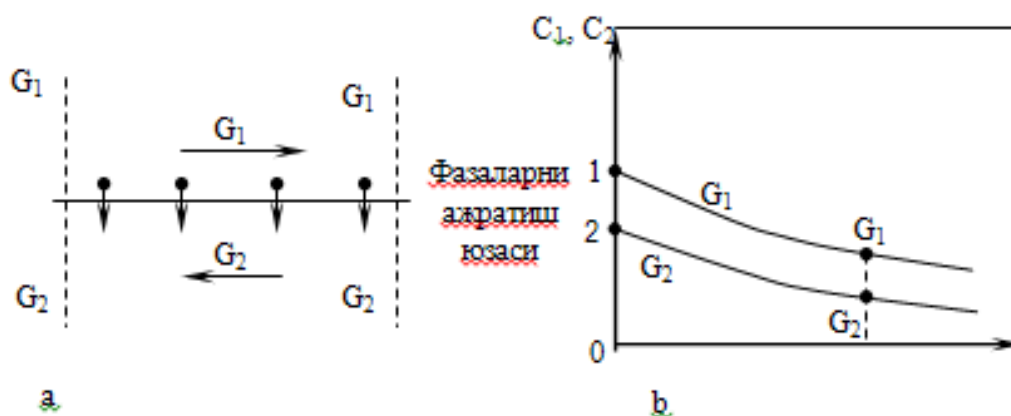 G₁
G₁
G₁
G₂
G₂
G₂
a
Фазаларни
ажратиш
юзаси
C₁, C₂
1
2
0
G₁
G₁
G₂
G₂
b